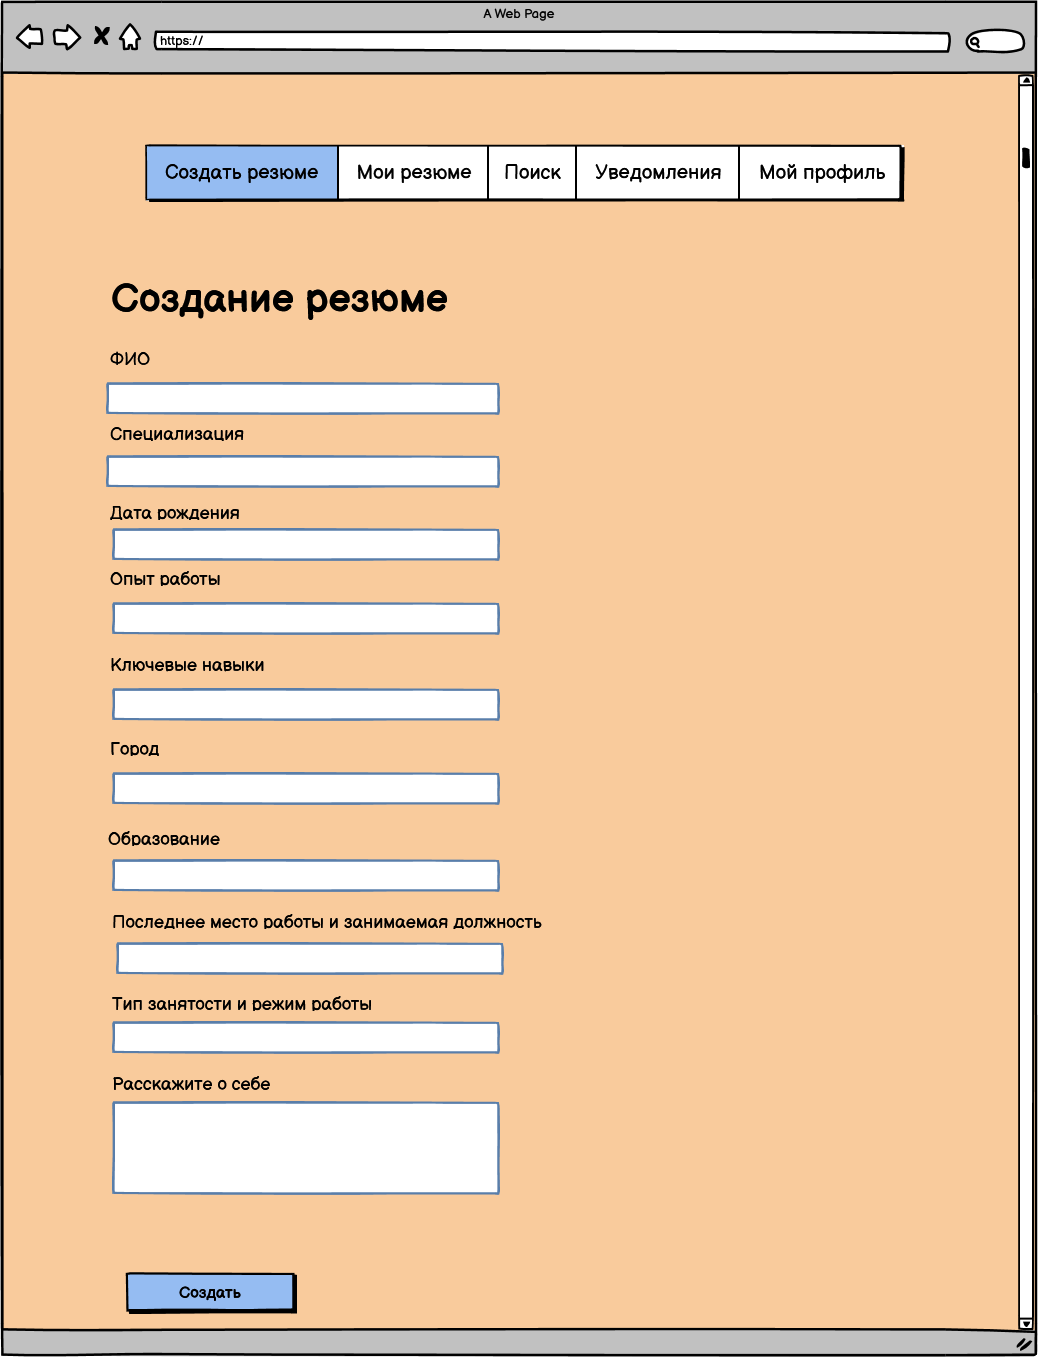 A Web Page
https://
Создать резюме Мои резюме Поиск Уведомления Мой профиль
Создание резюме
ФИО
Специализация
Дата рождения
Опыт работы
Ключевые навыки
Город
Образование
Последнее место работы и занимаемая должность
Тип занятости и режим работы
Расскажите о себе
Создать